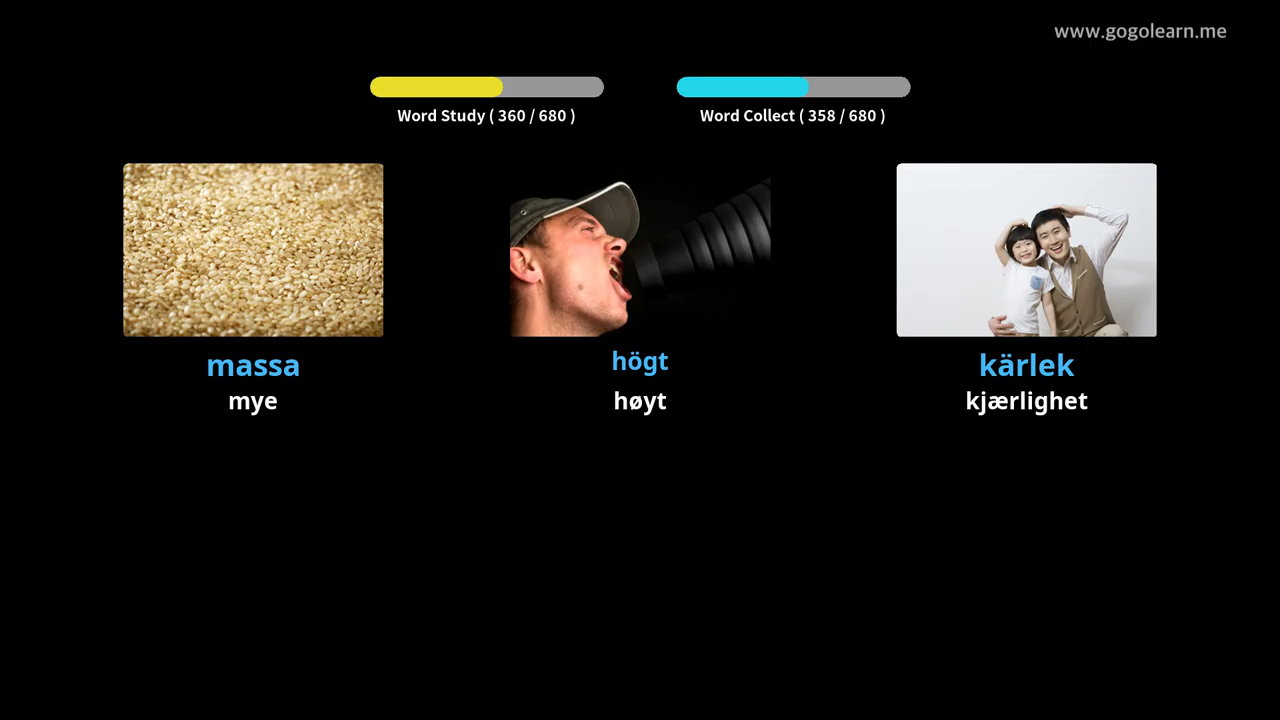 www.gogolearn.me
Word Study ( 360 / 680 )
Word Collect ( 358 / 680 )
massa
mye
högt
høyt
kärlek
kjærlighet